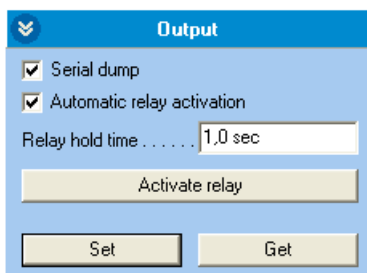 Output
Serial dump
Automatic relay activation
Relay hold time . . . . . . 1,0 sec
Activate relay
Set Get